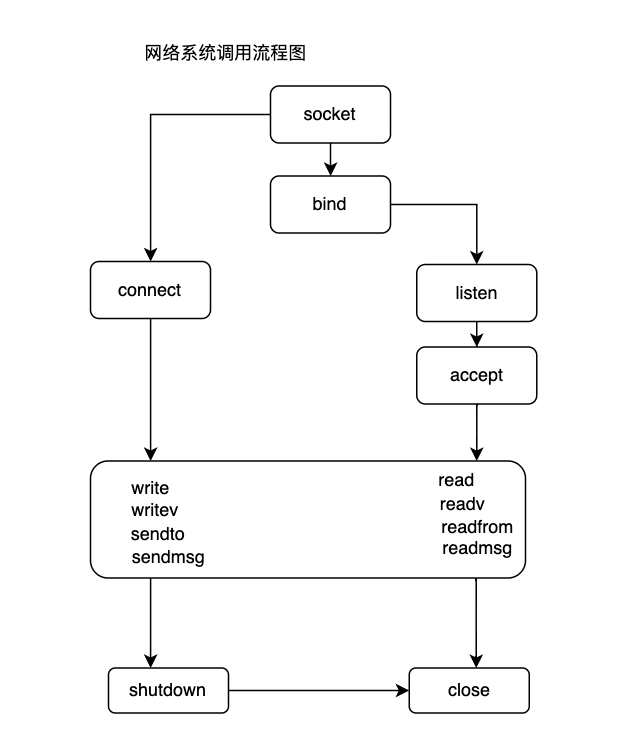 网络系统调用流程图
socket
bind
connect
listen
accept
write
writev
sendto
sendmsg
read
readv
readfrom
readmsg
shutdown
close